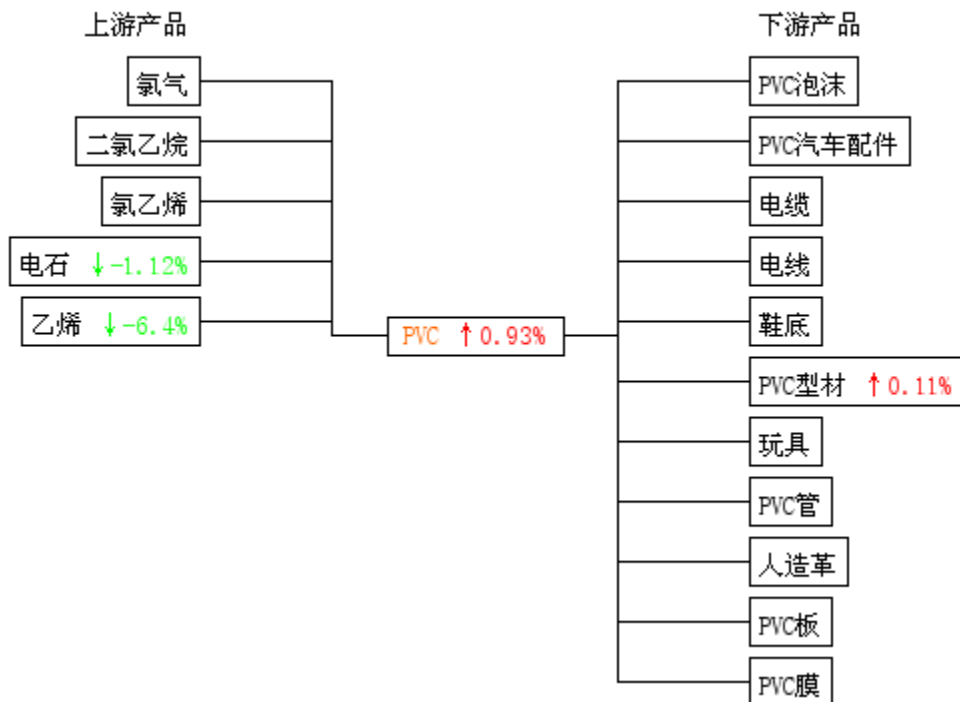 上游产品
氯气
二氯乙烷
氯乙烯
电石 ↓-1.12%
乙烯 ↓-6.4%
PVC ↑0.93%
下游产品
PVC泡沫
PVC汽车配件
电缆
电线
鞋底
PVC型材 ↑0.11%
玩具
PVC管
人造革
PVC板
PVC膜